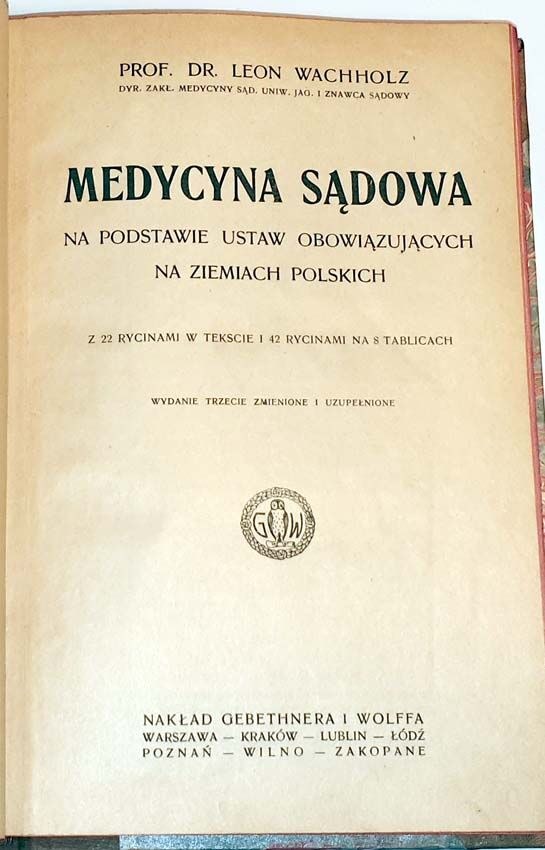 PROF. DR. LEON WACHHOLZ
DYR. ZAKŁ. MEDYCYNY SĄD. UNIW. JAG. I ZNAWCA SĄDOWY
MEDYCYNA SĄDOWA
NA PODSTAWIE USTAW OBOWIĄZUJĄCYCH
NA ZIEMIACH POLSKICH
Z 22 RYCINAMI W TEKSCIE I 42 RYCINAMI NA 8 TABLICACH
WYDANIE TRZECIE ZMIENIONE I UZUPEŁNIONE
G W
NAKŁAD GEBETHNERA I WOLFFA
WARSZAWA — KRAKÓW — LUBLIN — ŁÓDŹ
POZNAŃ — WILNO — ZAKOPANE